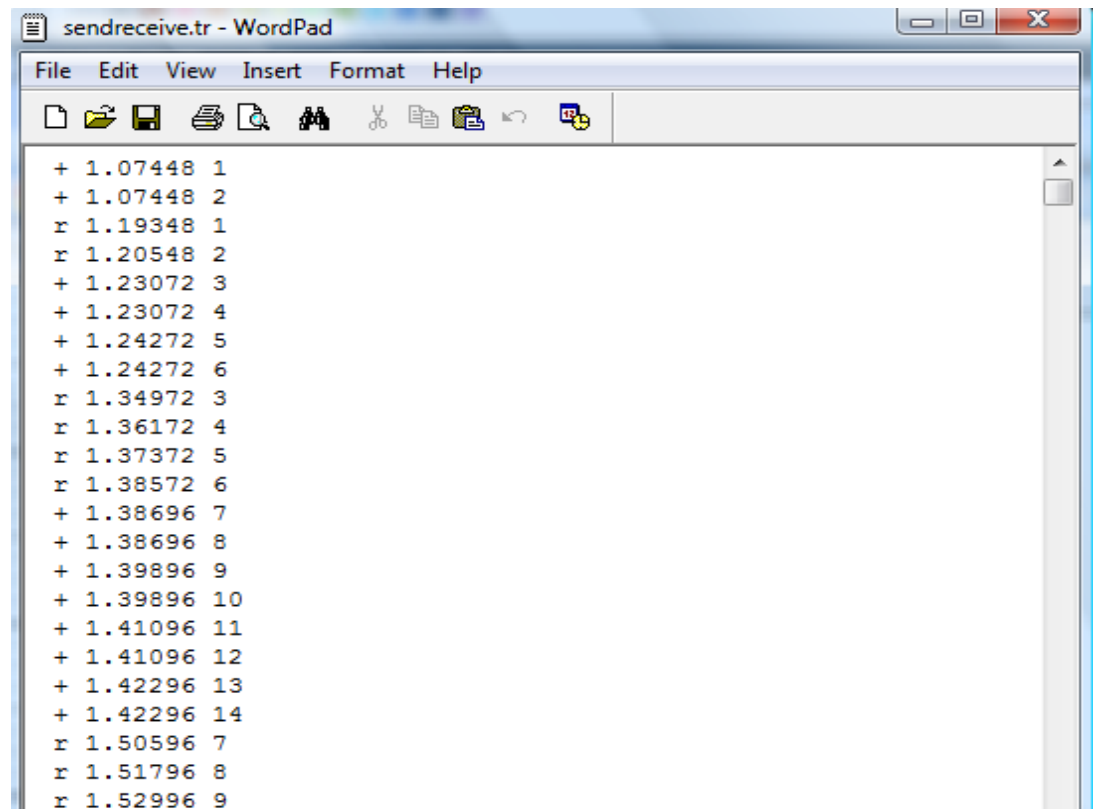 sendreceive.tr - WordPad
File Edit View Insert Format Help
+ 1.07448 1
+ 1.07448 2
r 1.19348 1
r 1.20548 2
+ 1.23072 3
+ 1.23072 4
+ 1.24272 5
+ 1.24272 6
r 1.34972 3
r 1.36172 4
r 1.37372 5
r 1.38572 6
+ 1.38696 7
+ 1.38696 8
+ 1.39896 9
+ 1.39896 10
+ 1.41096 11
+ 1.41096 12
+ 1.42296 13
+ 1.42296 14
r 1.50596 7
r 1.51796 8
r 1.52996 9